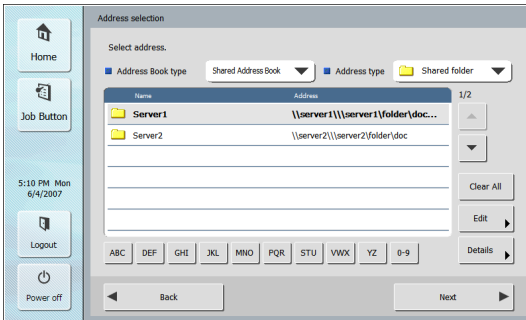 Address selection
Home
Select address.
Address Book type
Shared Address Book
Address type
Shared folder
Name
Address
1/2
Job Button
Server1
\\server1\\\server1\folder\doc...
Server2
\\server2\\\server2\folder\doc
5:10 PM Mon
6/4/2007
Clear All
Edit
Logout
ABC
DEF
GHI
JKL
MNO
PQR
STU
VWX
YZ
0-9
Details
Power off
Back
Next